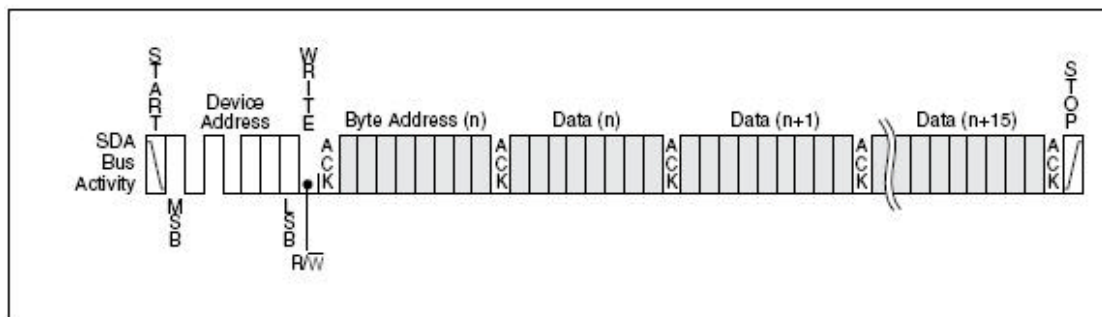 START
WRITE
STOP
Device
Address
Byte Address (n)
Data (n)
Data (n+1)
Data (n+15)
SDA
Bus
Activity
ACK
ACK
ACK
ACK
ACK
MSB
LSB
R/W̅